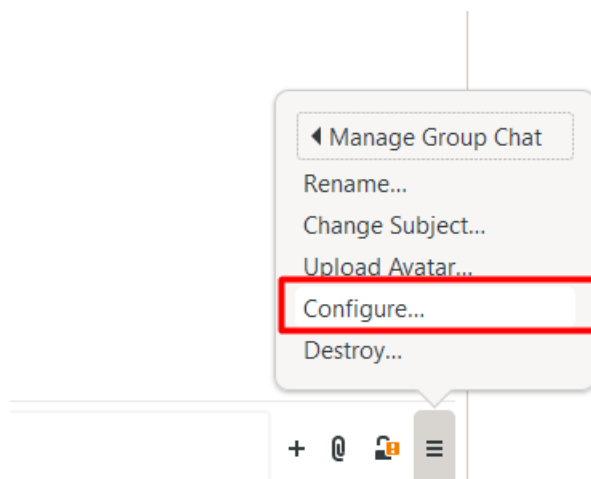 Manage Group Chat
Rename...
Change Subject...
Upload Avatar...
Configure...
Destroy...